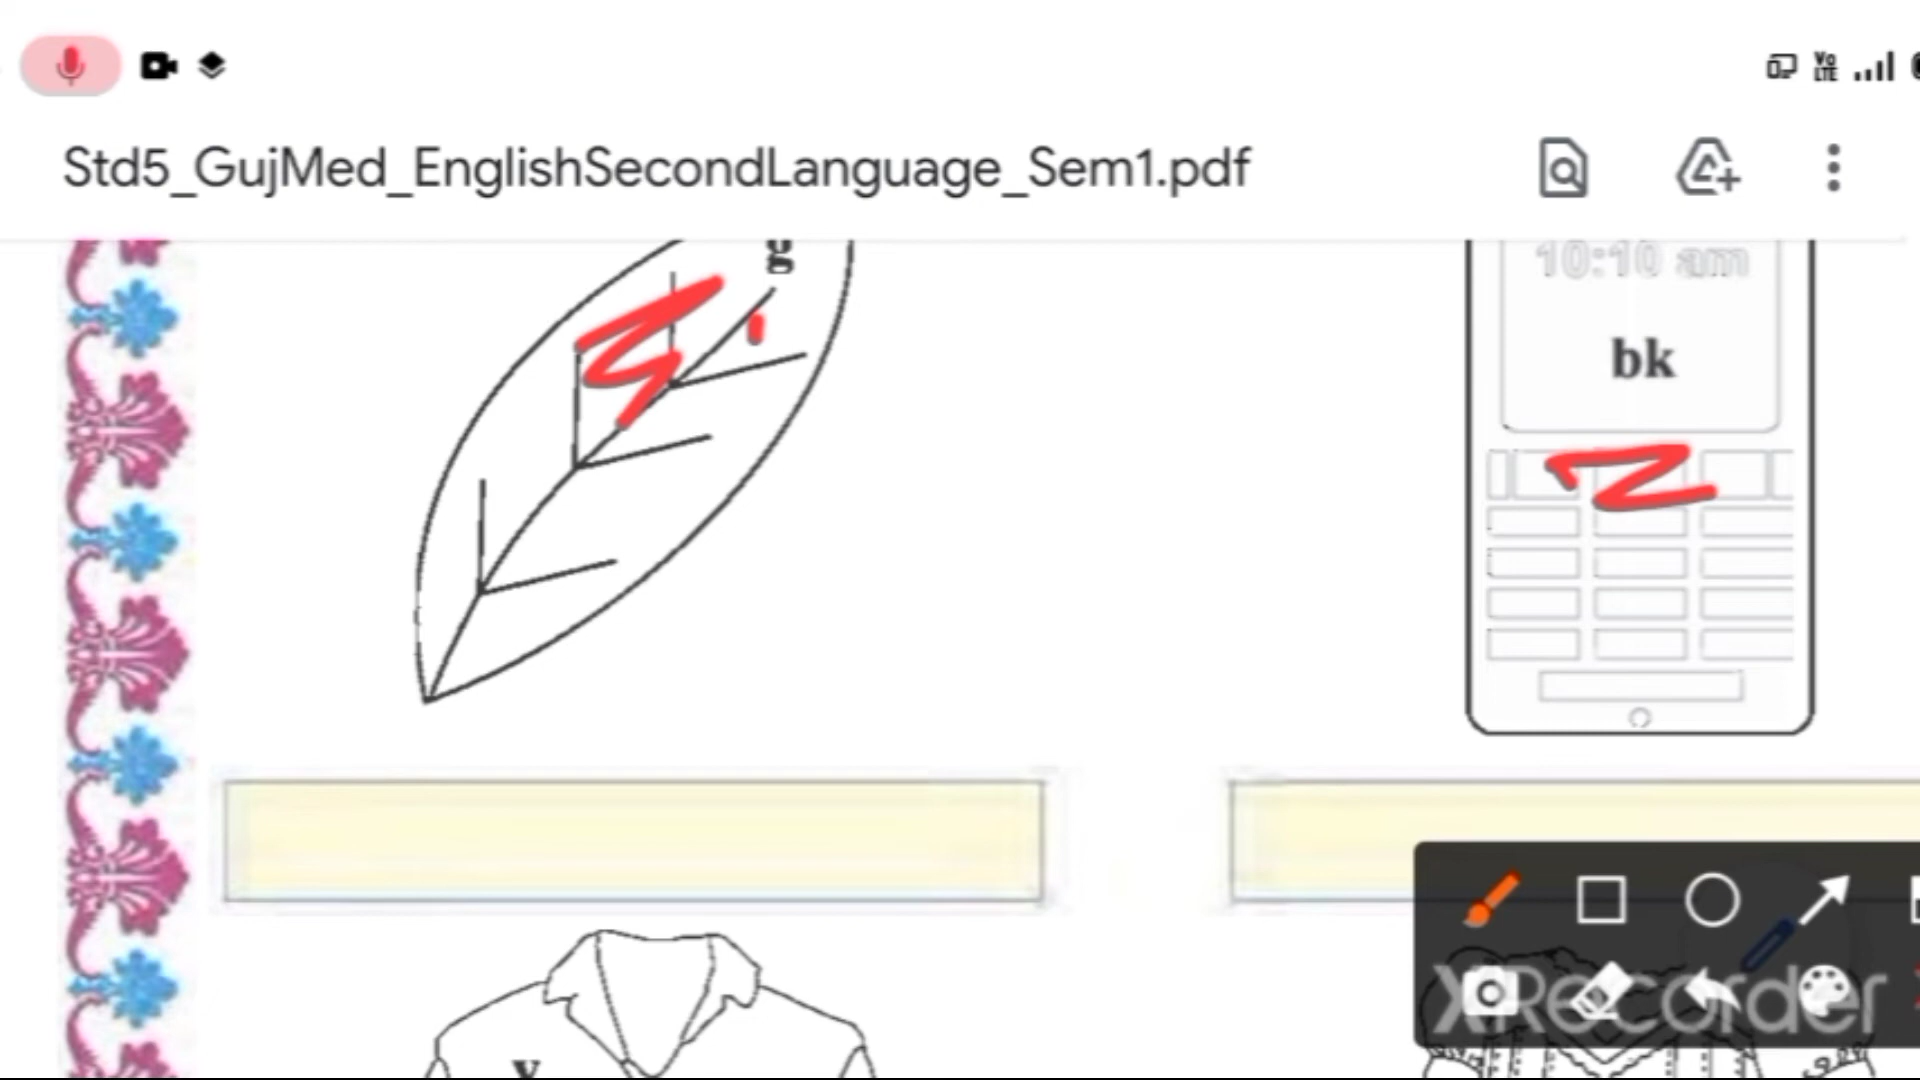 Std5_GujMed_EnglishSecondLanguage_Sem1.pdf
g
10:10 am
bk
y
XRecorder